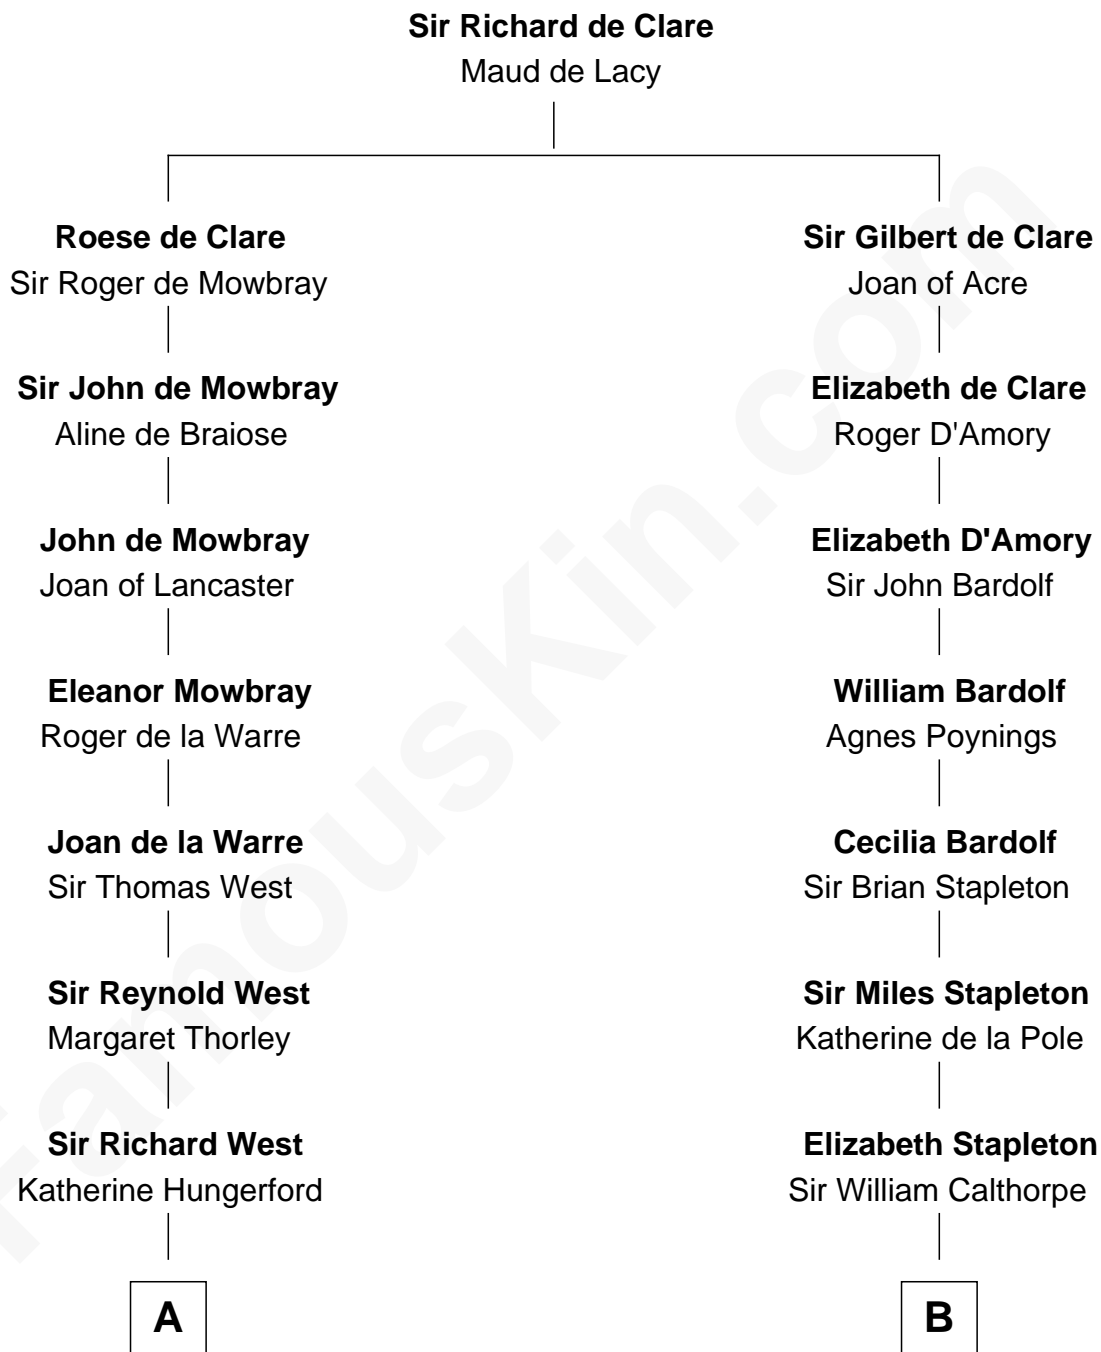 Sir Richard de Clare
Maud de Lacy
Roese de Clare
Sir Roger de Mowbray
Sir Gilbert de Clare
Joan of Acre
Sir John de Mowbray
Aline de Braiose
Elizabeth de Clare
Roger D'Amory
John de Mowbray
Joan of Lancaster
Elizabeth D'Amory
Sir John Bardolf
Eleanor Mowbray
Roger de la Warre
William Bardolf
Agnes Poynings
Joan de la Warre
Sir Thomas West
Cecilia Bardolf
Sir Brian Stapleton
Sir Reynold West
Margaret Thorley
Sir Miles Stapleton
Katherine de la Pole
Sir Richard West
Katherine Hungerford
Elizabeth Stapleton
Sir William Calthorpe
A
B
FamousKin.com